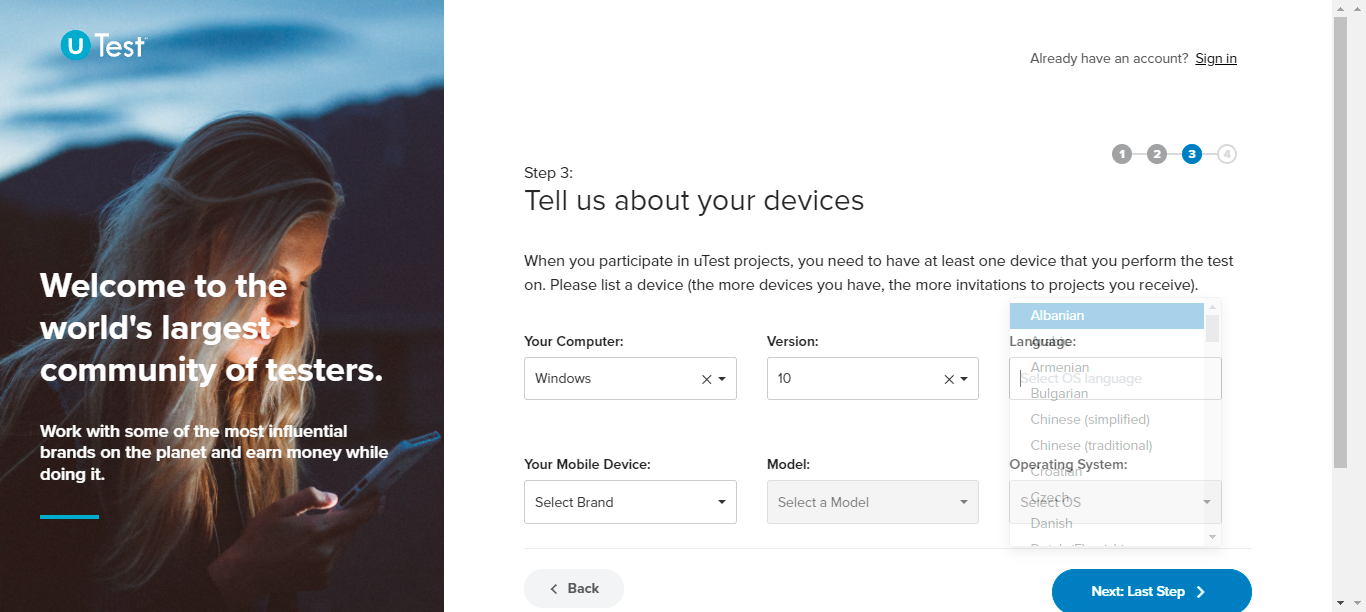 uTest
Already have an account? Sign in
1 2 3 4
Step 3:
Tell us about your devices
When you participate in uTest projects, you need to have at least one device that you perform the test
on. Please list a device (the more devices you have, the more invitations to projects you receive).
Welcome to the
world's largest
community of testers.
Work with some of the most influential
brands on the planet and earn money while
doing it.
Your Computer:
Windows
Version:
10
Language:
Select OS language
Albanian
Armenian
Bulgarian
Chinese (simplified)
Chinese (traditional)
Croatian
Czech
Danish
Your Mobile Device:
Select Brand
Model:
Select a Model
Operating System:
Select OS
Back
Next: Last Step